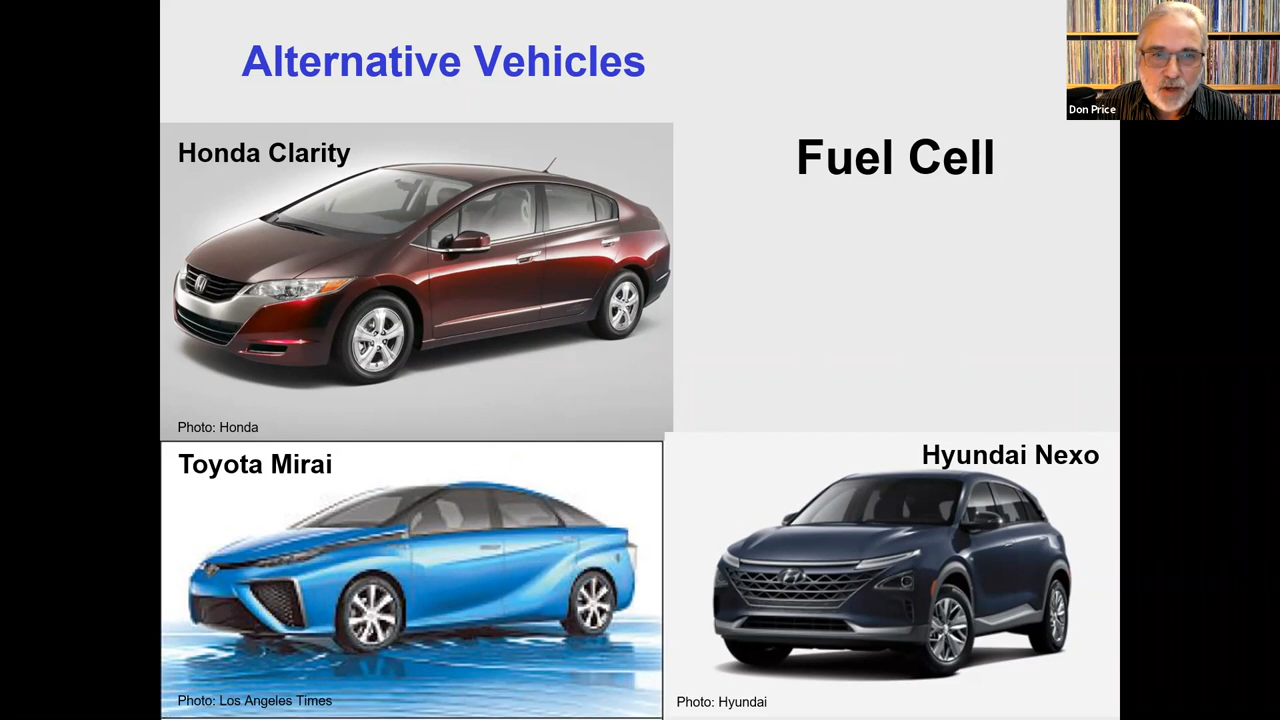 Alternative Vehicles
Don Price
Honda Clarity
Fuel Cell
Photo: Honda
Toyota Mirai
Hyundai Nexo
Photo: Los Angeles Times
Photo: Hyundai